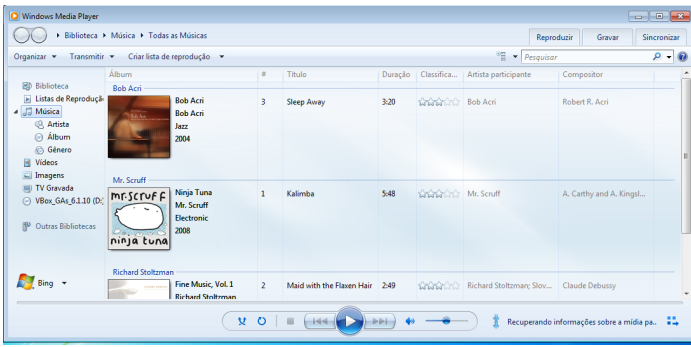 Windows Media Player
Biblioteca Música Todas as Músicas
Reproduzir Gravar Sincronizar
Organizar Transmitir Criar lista de reprodução Pesquisar
Álbum # Título Duração Classifica... Artista participante Compositor
Biblioteca
Listas de Reproduçã
Música
Artista
Álbum
Gênero
Vídeos
Imagens
TV Gravada
VBox_GAs_6.1.10 (D:)
Outras Bibliotecas
Bing
Bob Acri
Bob Acri 3 Sleep Away 3:20 Bob Acri Robert R. Acri
Bob Acri
Jazz
2004
Mr. Scruff
mr scruff
ninja tuna
Ninja Tuna 1 Kalimba 5:48 Mr. Scruff A. Carthy and A. Kingsl...
Mr. Scruff
Electronic
2008
Richard Stoltzman
Fine Music, Vol. 1 2 Maid with the Flaxen Hair 2:49 Richard Stoltzman; Slov... Claude Debussy
Richard Stoltzman
Recuperando informações sobre a mídia pa..